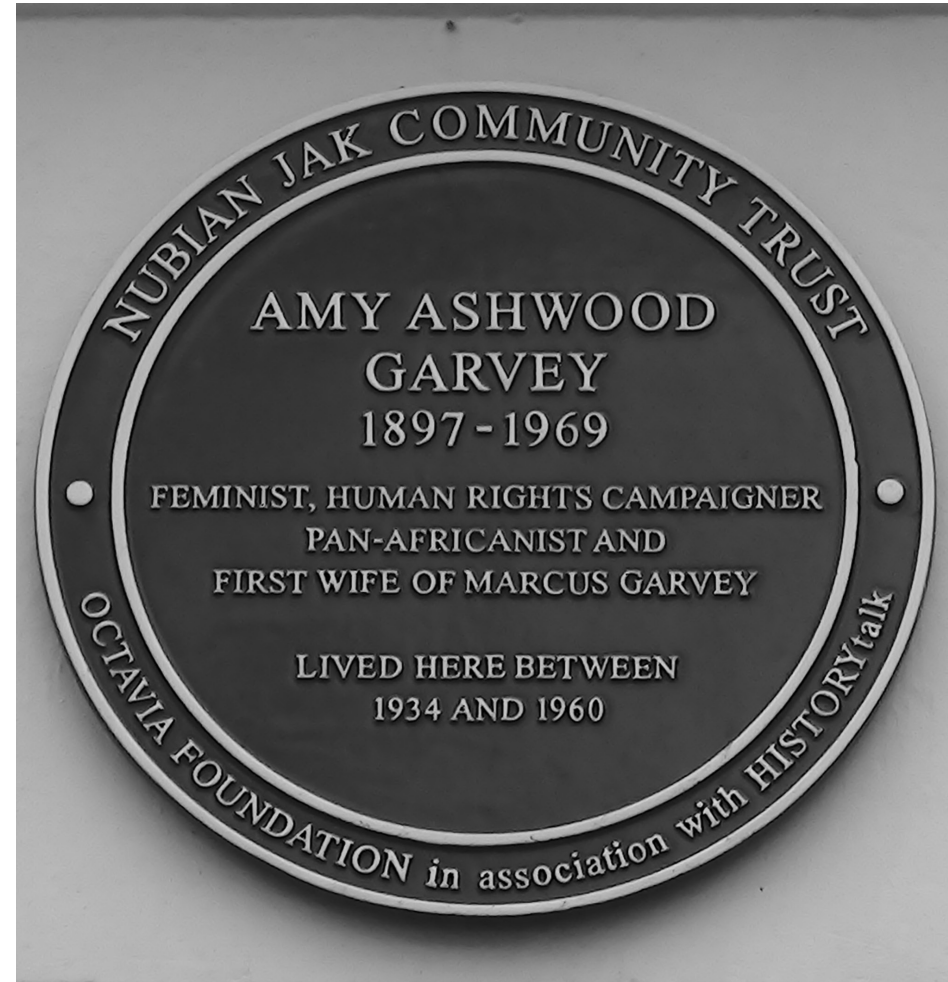 NUBIAN JAK COMMUNITY TRUST
AMY ASHWOOD
GARVEY
1897-1969
FEMINIST, HUMAN RIGHTS CAMPAIGNER
PAN-AFRICANIST AND
FIRST WIFE OF MARCUS GARVEY
LIVED HERE BETWEEN
1934 AND 1960
OCTAVIA FOUNDATION in association with HISTORYtalk